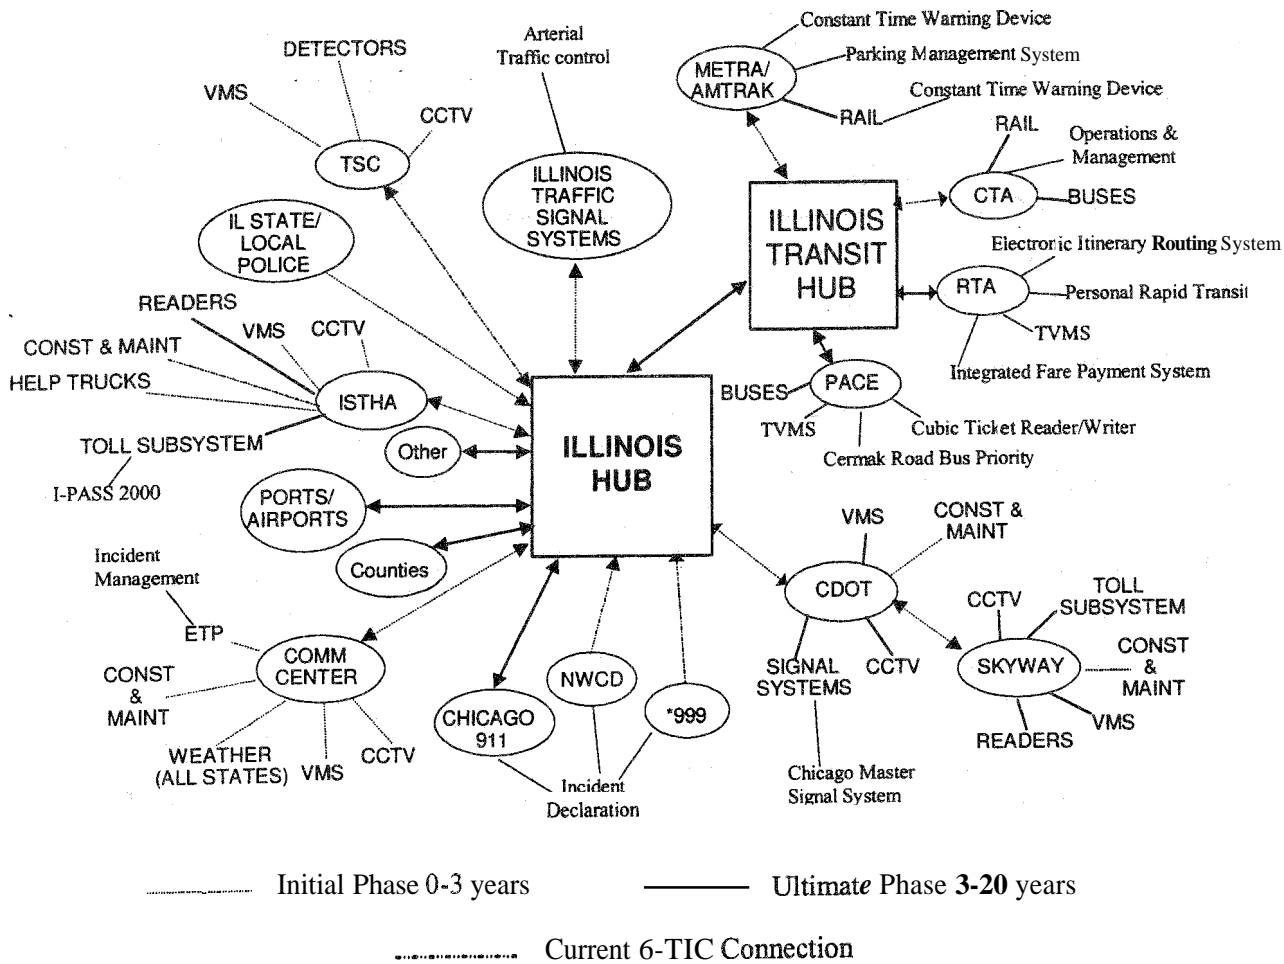 Constant Time Warning Device
Arterial
Traffic control
DETECTORS
Parking Management System
METRA/
AMTRAK
VMS
Constant Time Warning Device
RAIL
CCTV
RAIL
Operations &
Management
TSC
ILLINOIS
TRAFFIC
SIGNAL
SYSTEMS
CTA
BUSES
IL STATE/
LOCAL
POLICE
ILLINOIS
TRANSIT
HUB
Electronic Itinerary Routing System
RTA
Personal Rapid Transit
READERS
VMS
CCTV
TVMS
CONST & MAINT
Integrated Fare Payment System
HELP TRUCKS
ISTHA
BUSES
PACE
TVMS
Cubic Ticket Reader/Writer
TOLL SUBSYSTEM
Other
ILLINOIS
HUB
Cermak Road Bus Priority
I-PASS 2000
PORTS/
AIRPORTS
VMS
CONST &
MAINT
Incident
Management
Counties
CDOT
TOLL
SUBSYSTEM
CCTV
ETP
COMM
CENTER
CONST
&
MAINT
NWCD
SIGNAL
SYSTEMS
CCTV
SKYWAY
CONST
&
MAINT
CHICAGO
911
*999
VMS
READERS
WEATHER
(ALL STATES)
VMS
CCTV
Incident
Declaration
Chicago Master
Signal System
Initial Phase 0-3 years
Ultimate Phase 3-20 years
Current 6-TIC Connection